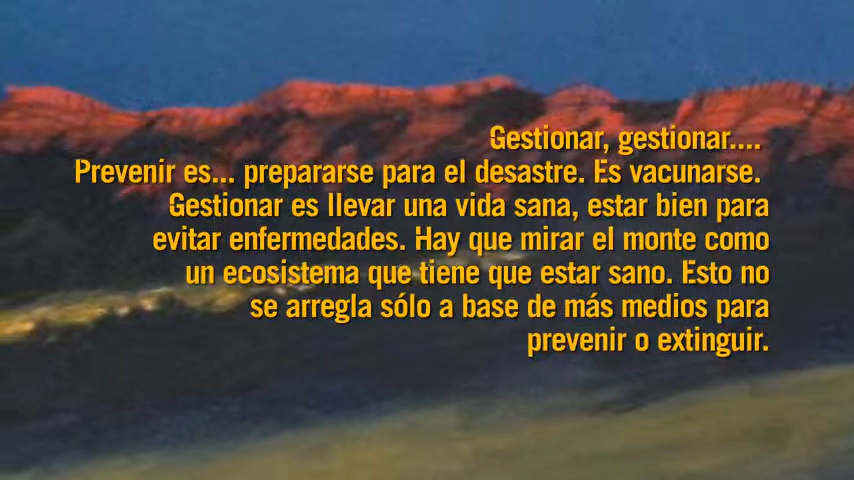 Gestionar, gestionar....
Prevenir es... prepararse para el desastre. Es vacunarse.
Gestionar es llevar una vida sana, estar bien para
evitar enfermedades. Hay que mirar el monte como
un ecosistema que tiene que estar sano. Esto no
se arregla sólo a base de más medios para
prevenir o extinguir.